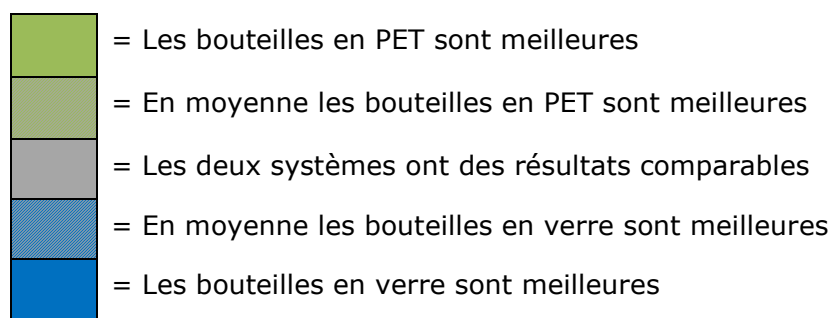 = Les bouteilles en PET sont meilleures
= En moyenne les bouteilles en PET sont meilleures
= Les deux systèmes ont des résultats comparables
= En moyenne les bouteilles en verre sont meilleures
= Les bouteilles en verre sont meilleures